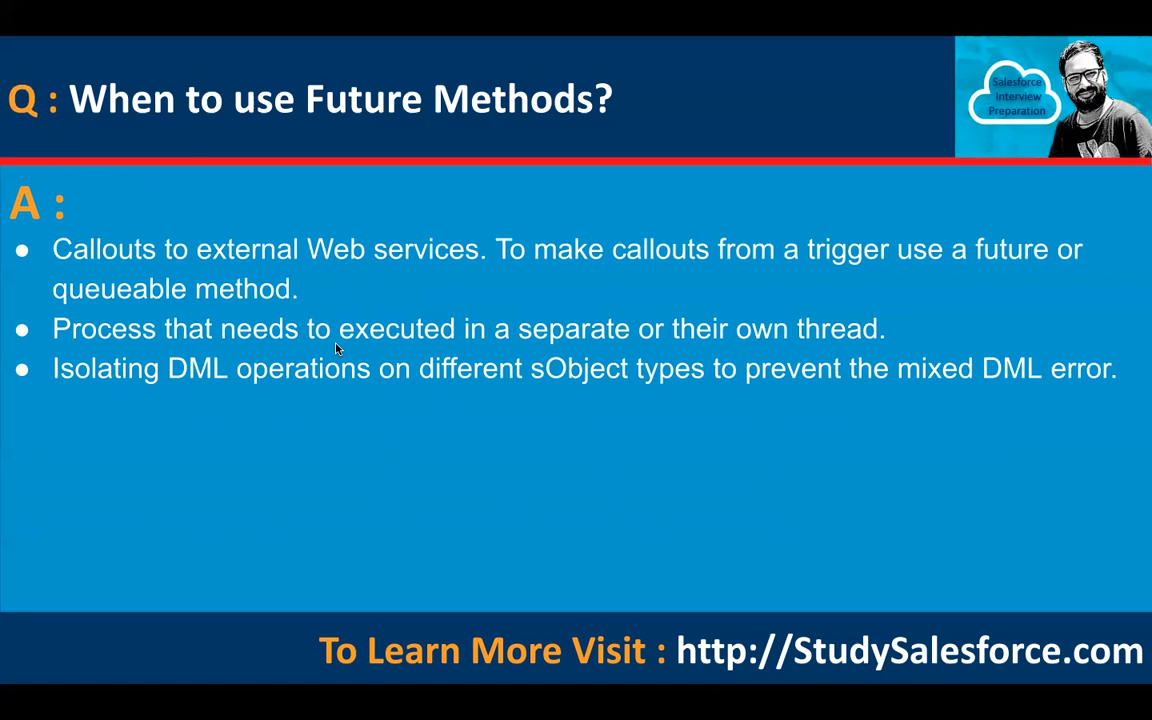 Q : When to use Future Methods?
Salesforce
Interview
Preparation
A :
● Callouts to external Web services. To make callouts from a trigger use a future or
queueable method.
● Process that needs to executed in a separate or their own thread.
● Isolating DML operations on different sObject types to prevent the mixed DML error.
To Learn More Visit : http://StudySalesforce.com